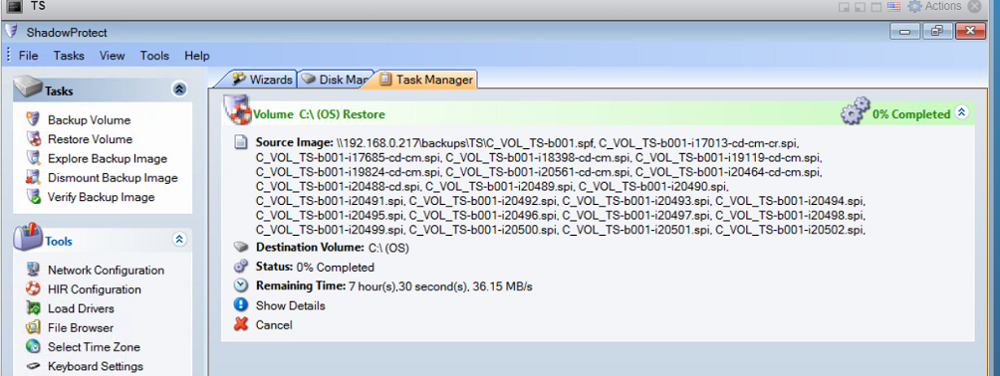 TS
Actions
ShadowProtect
File Tasks View Tools Help
Tasks
Backup Volume
Restore Volume
Explore Backup Image
Dismount Backup Image
Verify Backup Image
Tools
Network Configuration
HIR Configuration
Load Drivers
File Browser
Select Time Zone
Keyboard Settings
Wizards Disk Map Task Manager
Volume C:\ (OS) Restore
0% Completed
Source Image: \\192.168.0.217\backups\TS\C_VOL_TS-b001.spf, C_VOL_TS-b001-i17013-cd-cm-cr.spi,
C_VOL_TS-b001-i17685-cd-cm.spi, C_VOL_TS-b001-i18398-cd-cm.spi, C_VOL_TS-b001-i19119-cd-cm.spi,
C_VOL_TS-b001-i19824-cd-cm.spi, C_VOL_TS-b001-i20561-cd-cm.spi, C_VOL_TS-b001-i20464-cd-cm.spi,
C_VOL_TS-b001-i20488-cd.spi, C_VOL_TS-b001-i20489.spi, C_VOL_TS-b001-i20490.spi,
C_VOL_TS-b001-i20491.spi, C_VOL_TS-b001-i20492.spi, C_VOL_TS-b001-i20493.spi, C_VOL_TS-b001-i20494.spi,
C_VOL_TS-b001-i20495.spi, C_VOL_TS-b001-i20496.spi, C_VOL_TS-b001-i20497.spi, C_VOL_TS-b001-i20498.spi,
C_VOL_TS-b001-i20499.spi, C_VOL_TS-b001-i20500.spi, C_VOL_TS-b001-i20501.spi, C_VOL_TS-b001-i20502.spi,
Destination Volume: C:\ (OS)
Status: 0% Completed
Remaining Time: 7 hour(s),30 second(s), 36.15 MB/s
Show Details
Cancel